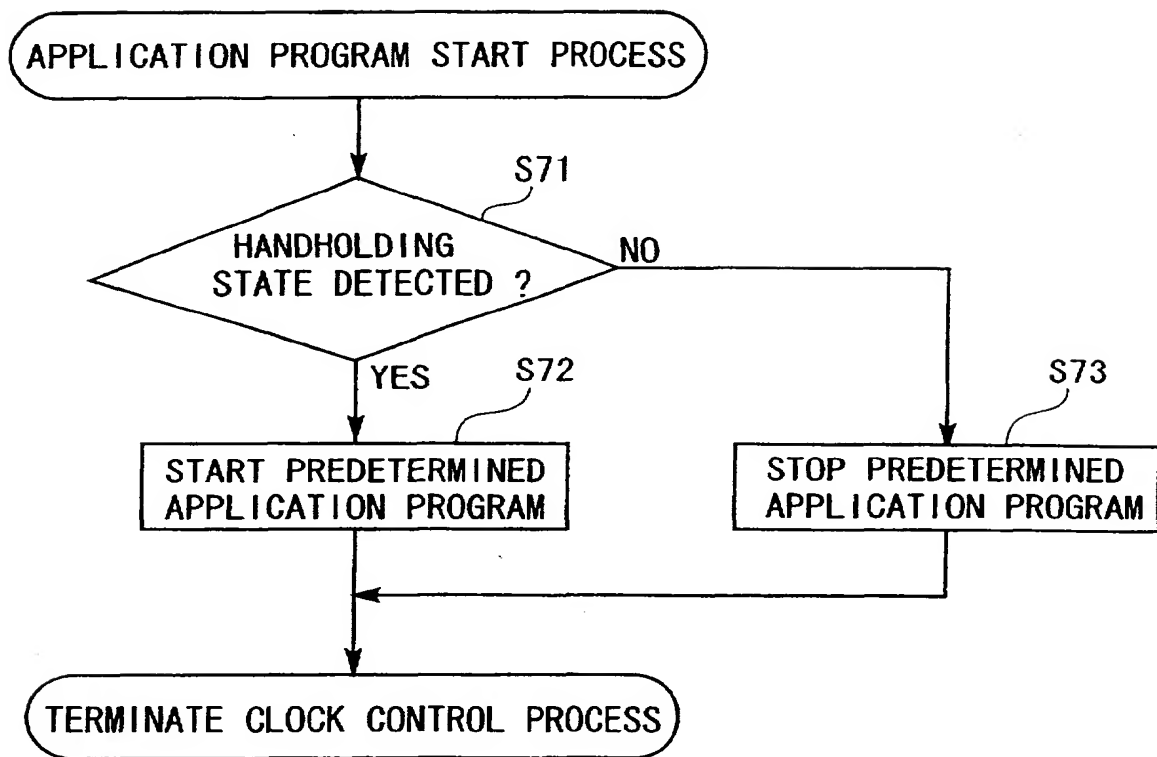 APPLICATION PROGRAM START PROCESS
S71
HANDHOLDING
STATE DETECTED ?
NO
YES
S72
S73
START PREDETERMINED
APPLICATION PROGRAM
STOP PREDETERMINED
APPLICATION PROGRAM
TERMINATE CLOCK CONTROL PROCESS